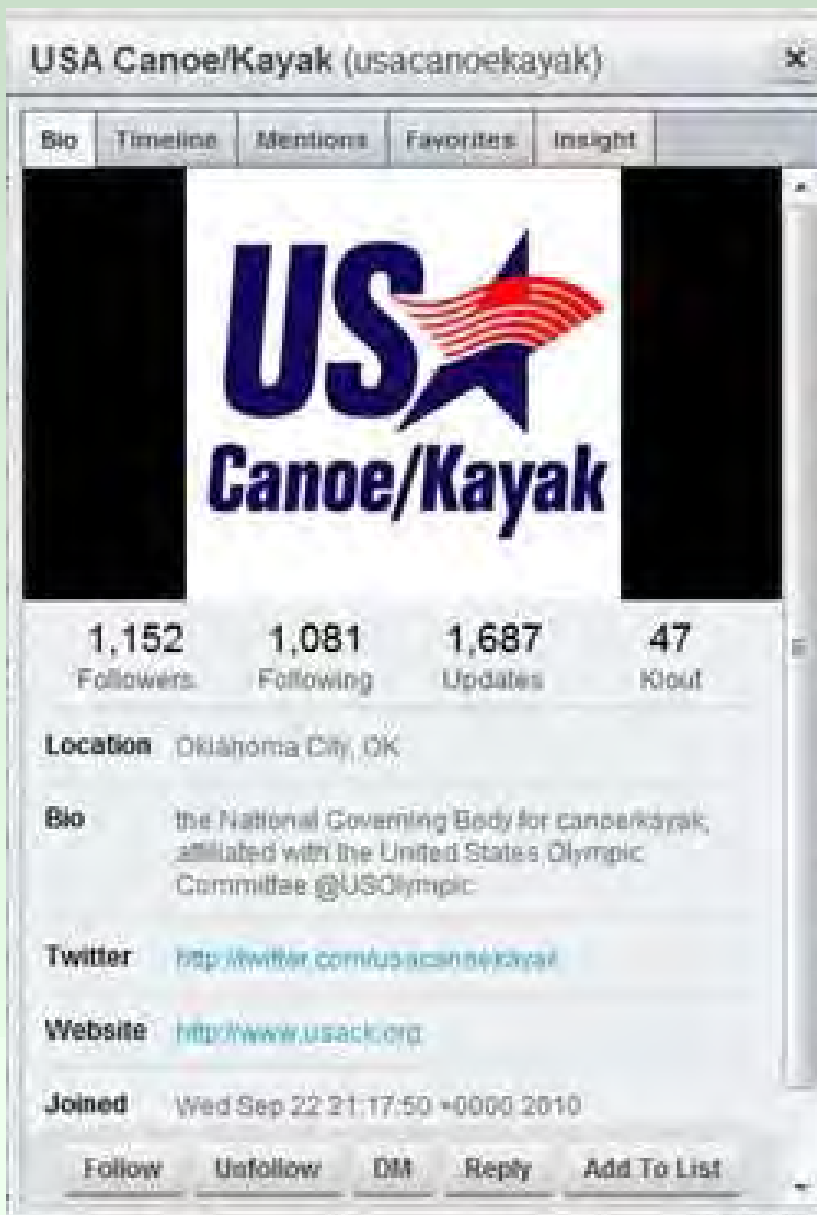 USA Canoe/Kayak (usacanoekayak) ×
Bio Timeline Mentions Favorites Insight
USA
Canoe/Kayak
1,152 1,081 1,687 47
Followers Following Updates Klout
Location Oklahoma City, OK
Bio the National Governing Body for canoe/kayak,
affiliated with the United States Olympic
Committee @USOlympic
Twitter http://twitter.com/usacanoekayak
Website http://www.usack.org
Joined Wed Sep 22 21:17:50 +0000 2010
Follow Unfollow DM Reply Add To List